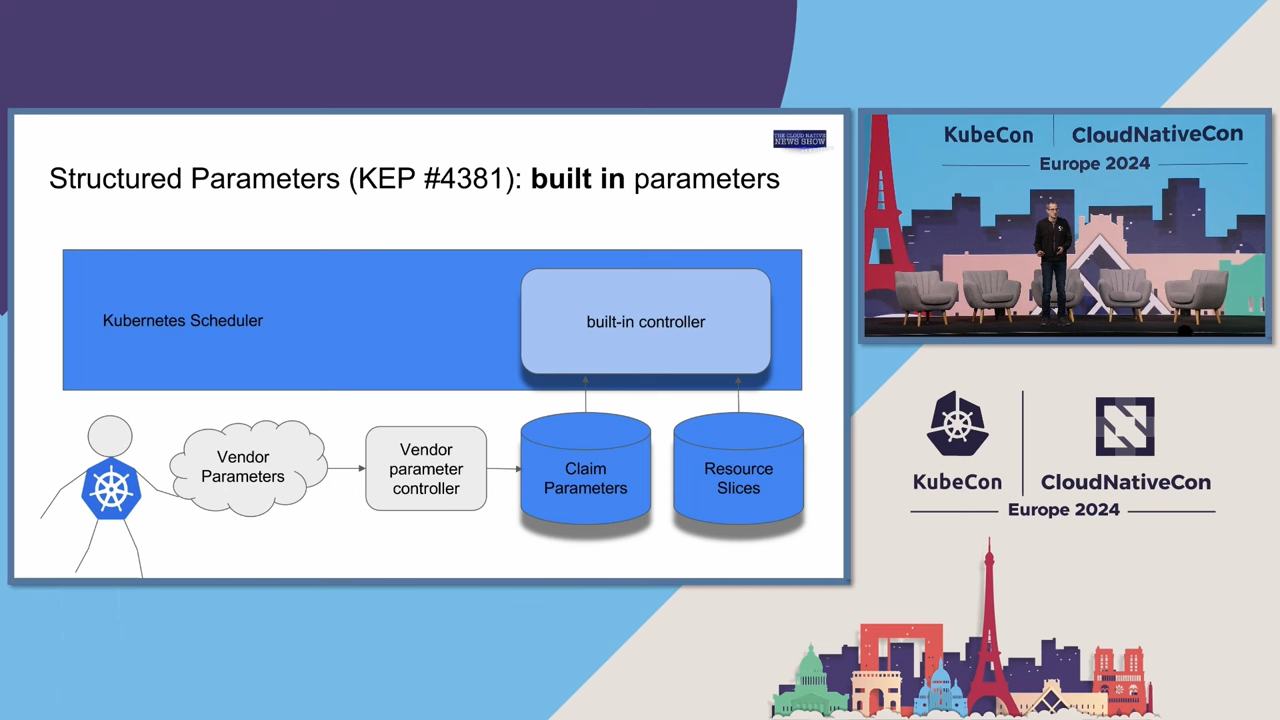 THE CLOUD NATIVE
NEWS SHOW
Structured Parameters (KEP #4381): built in parameters
Kubernetes Scheduler
built-in controller
Vendor
Parameters
Vendor
parameter
controller
Claim
Parameters
Resource
Slices
KubeCon
CloudNativeCon
Europe 2024
KubeCon
CloudNativeCon
Europe 2024